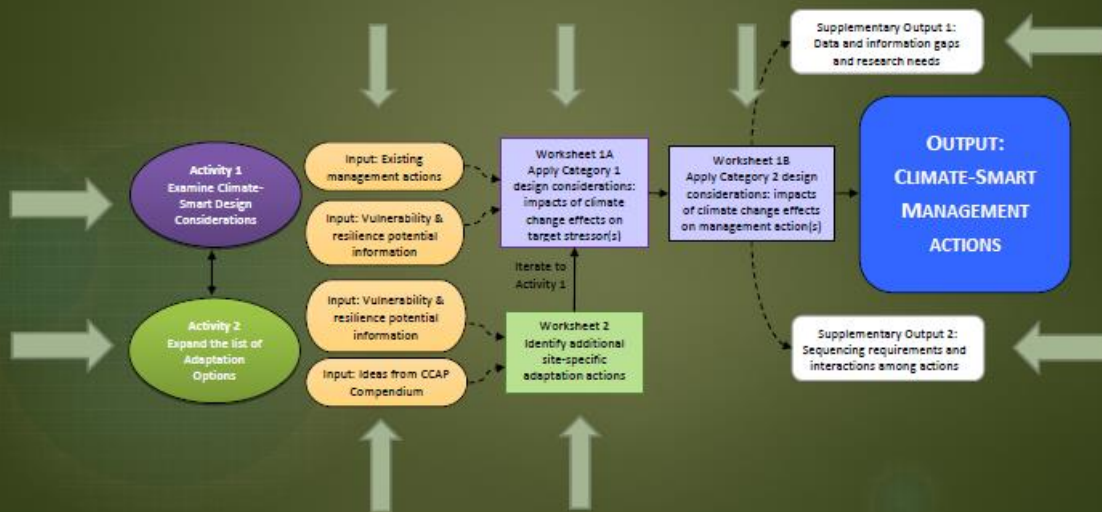 Activity 1
Examine Climate-
Smart Design
Considerations
Activity 2
Expand the list of
Adaptation
Options
Input: Existing
management actions
Input: Vulnerability &
resilience potential
information
Input: Vulnerability &
resilience potential
information
Input: Ideas from CCAP
Compendium
Worksheet 1A
Apply Category 1
design considerations:
impacts of climate
change effects on
target stressor(s)
Iterate to
Activity 1
Worksheet 2
Identify additional
site-specific
adaptation actions
Worksheet 1B
Apply Category 2 design
considerations: impacts
of climate change effects
on management action(s)
Supplementary Output 1:
Data and information gaps
and research needs
OUTPUT:
CLIMATE-SMART
MANAGEMENT
ACTIONS
Supplementary Output 2:
Sequencing requirements and
interactions among actions